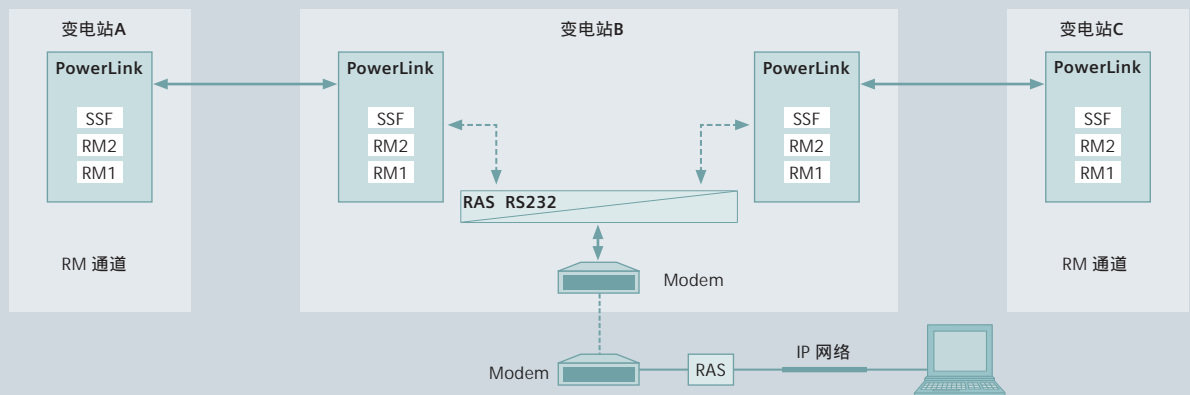 变电站A
PowerLink
SSF
RM2
RM1
RM 通道
变电站B
PowerLink
SSF
RM2
RM1
PowerLink
SSF
RM2
RM1
RAS RS232
Modem
变电站C
PowerLink
SSF
RM2
RM1
RM 通道
Modem
RAS
IP 网络